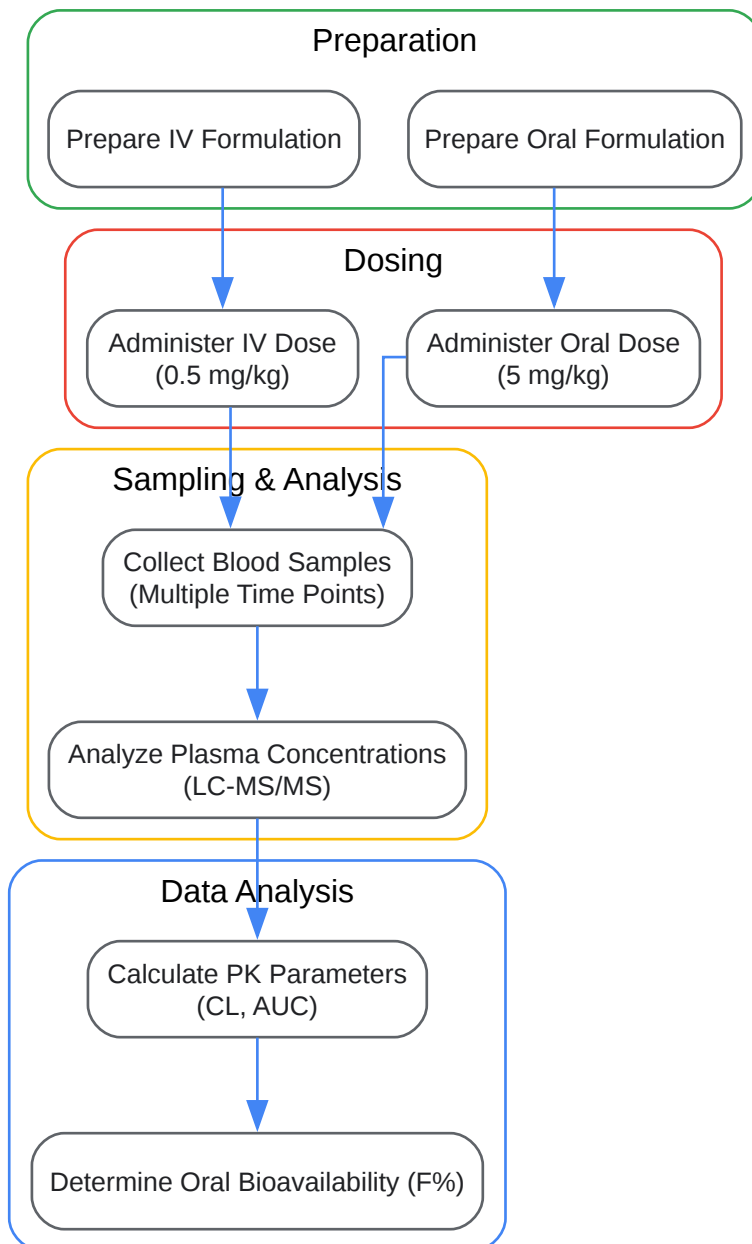 Preparation
Prepare IV Formulation
Prepare Oral Formulation
Dosing
Administer IV Dose
(0.5 mg/kg)
Administer Oral Dose
(5 mg/kg)
Sampling & Analysis
Collect Blood Samples
(Multiple Time Points)
Analyze Plasma Concentrations
(LC-MS/MS)
Data Analysis
Calculate PK Parameters
(CL, AUC)
Determine Oral Bioavailability (F%)